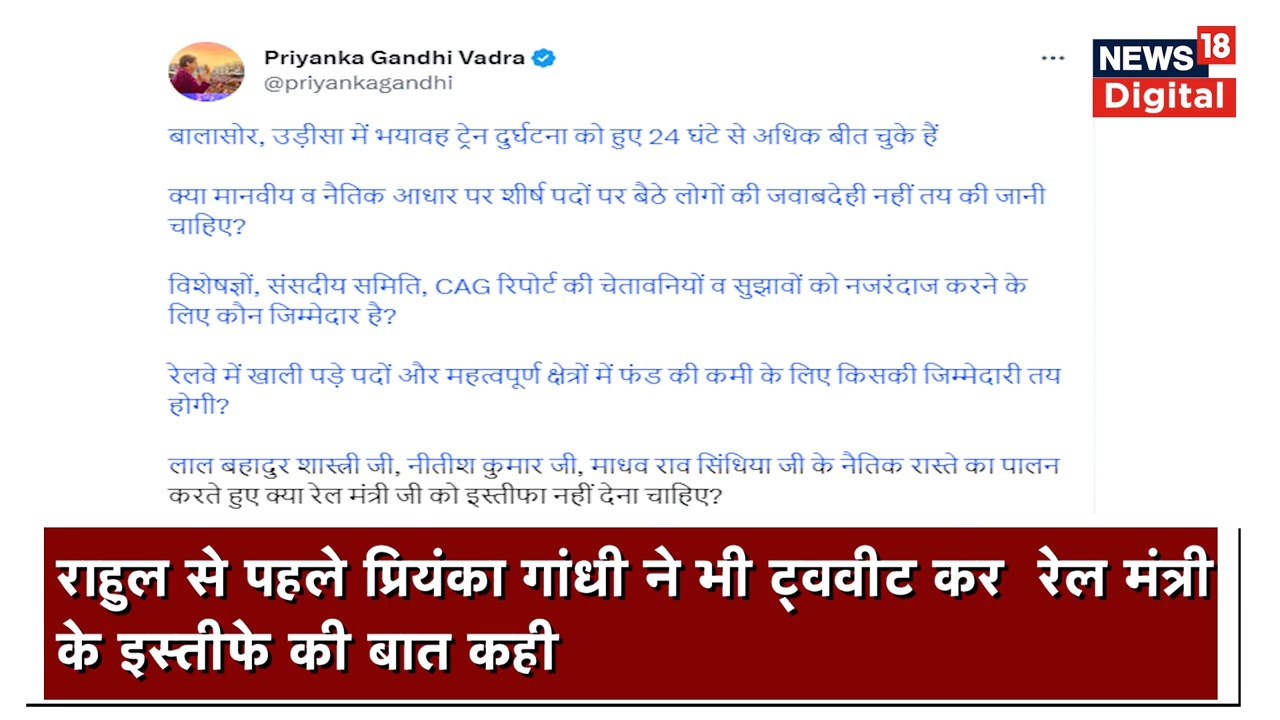 Priyanka Gandhi Vadra
@priyankagandhi
NEWS 18
Digital
बालासोर, उड़ीसा में भयावह ट्रेन दुर्घटना को हुए 24 घंटे से अधिक बीत चुके हैं
क्या मानवीय व नैतिक आधार पर शीर्ष पदों पर बैठे लोगों की जवाबदेही नहीं तय की जानी
चाहिए?
विशेषज्ञों, संसदीय समिति, CAG रिपोर्ट की चेतावनियों व सुझावों को नजरंदाज करने के
लिए कौन जिम्मेदार है?
रेलवे में खाली पड़े पदों और महत्वपूर्ण क्षेत्रों में फंड की कमी के लिए किसकी जिम्मेदारी तय
होगी?
लाल बहादुर शास्त्री जी, नीतीश कुमार जी, माधव राव सिंधिया जी के नैतिक रास्ते का पालन
करते हुए क्या रेल मंत्री जी को इस्तीफा नहीं देना चाहिए?
राहुल से पहले प्रियंका गांधी ने भी ट्ववीट कर रेल मंत्री
के इस्तीफे की बात कही